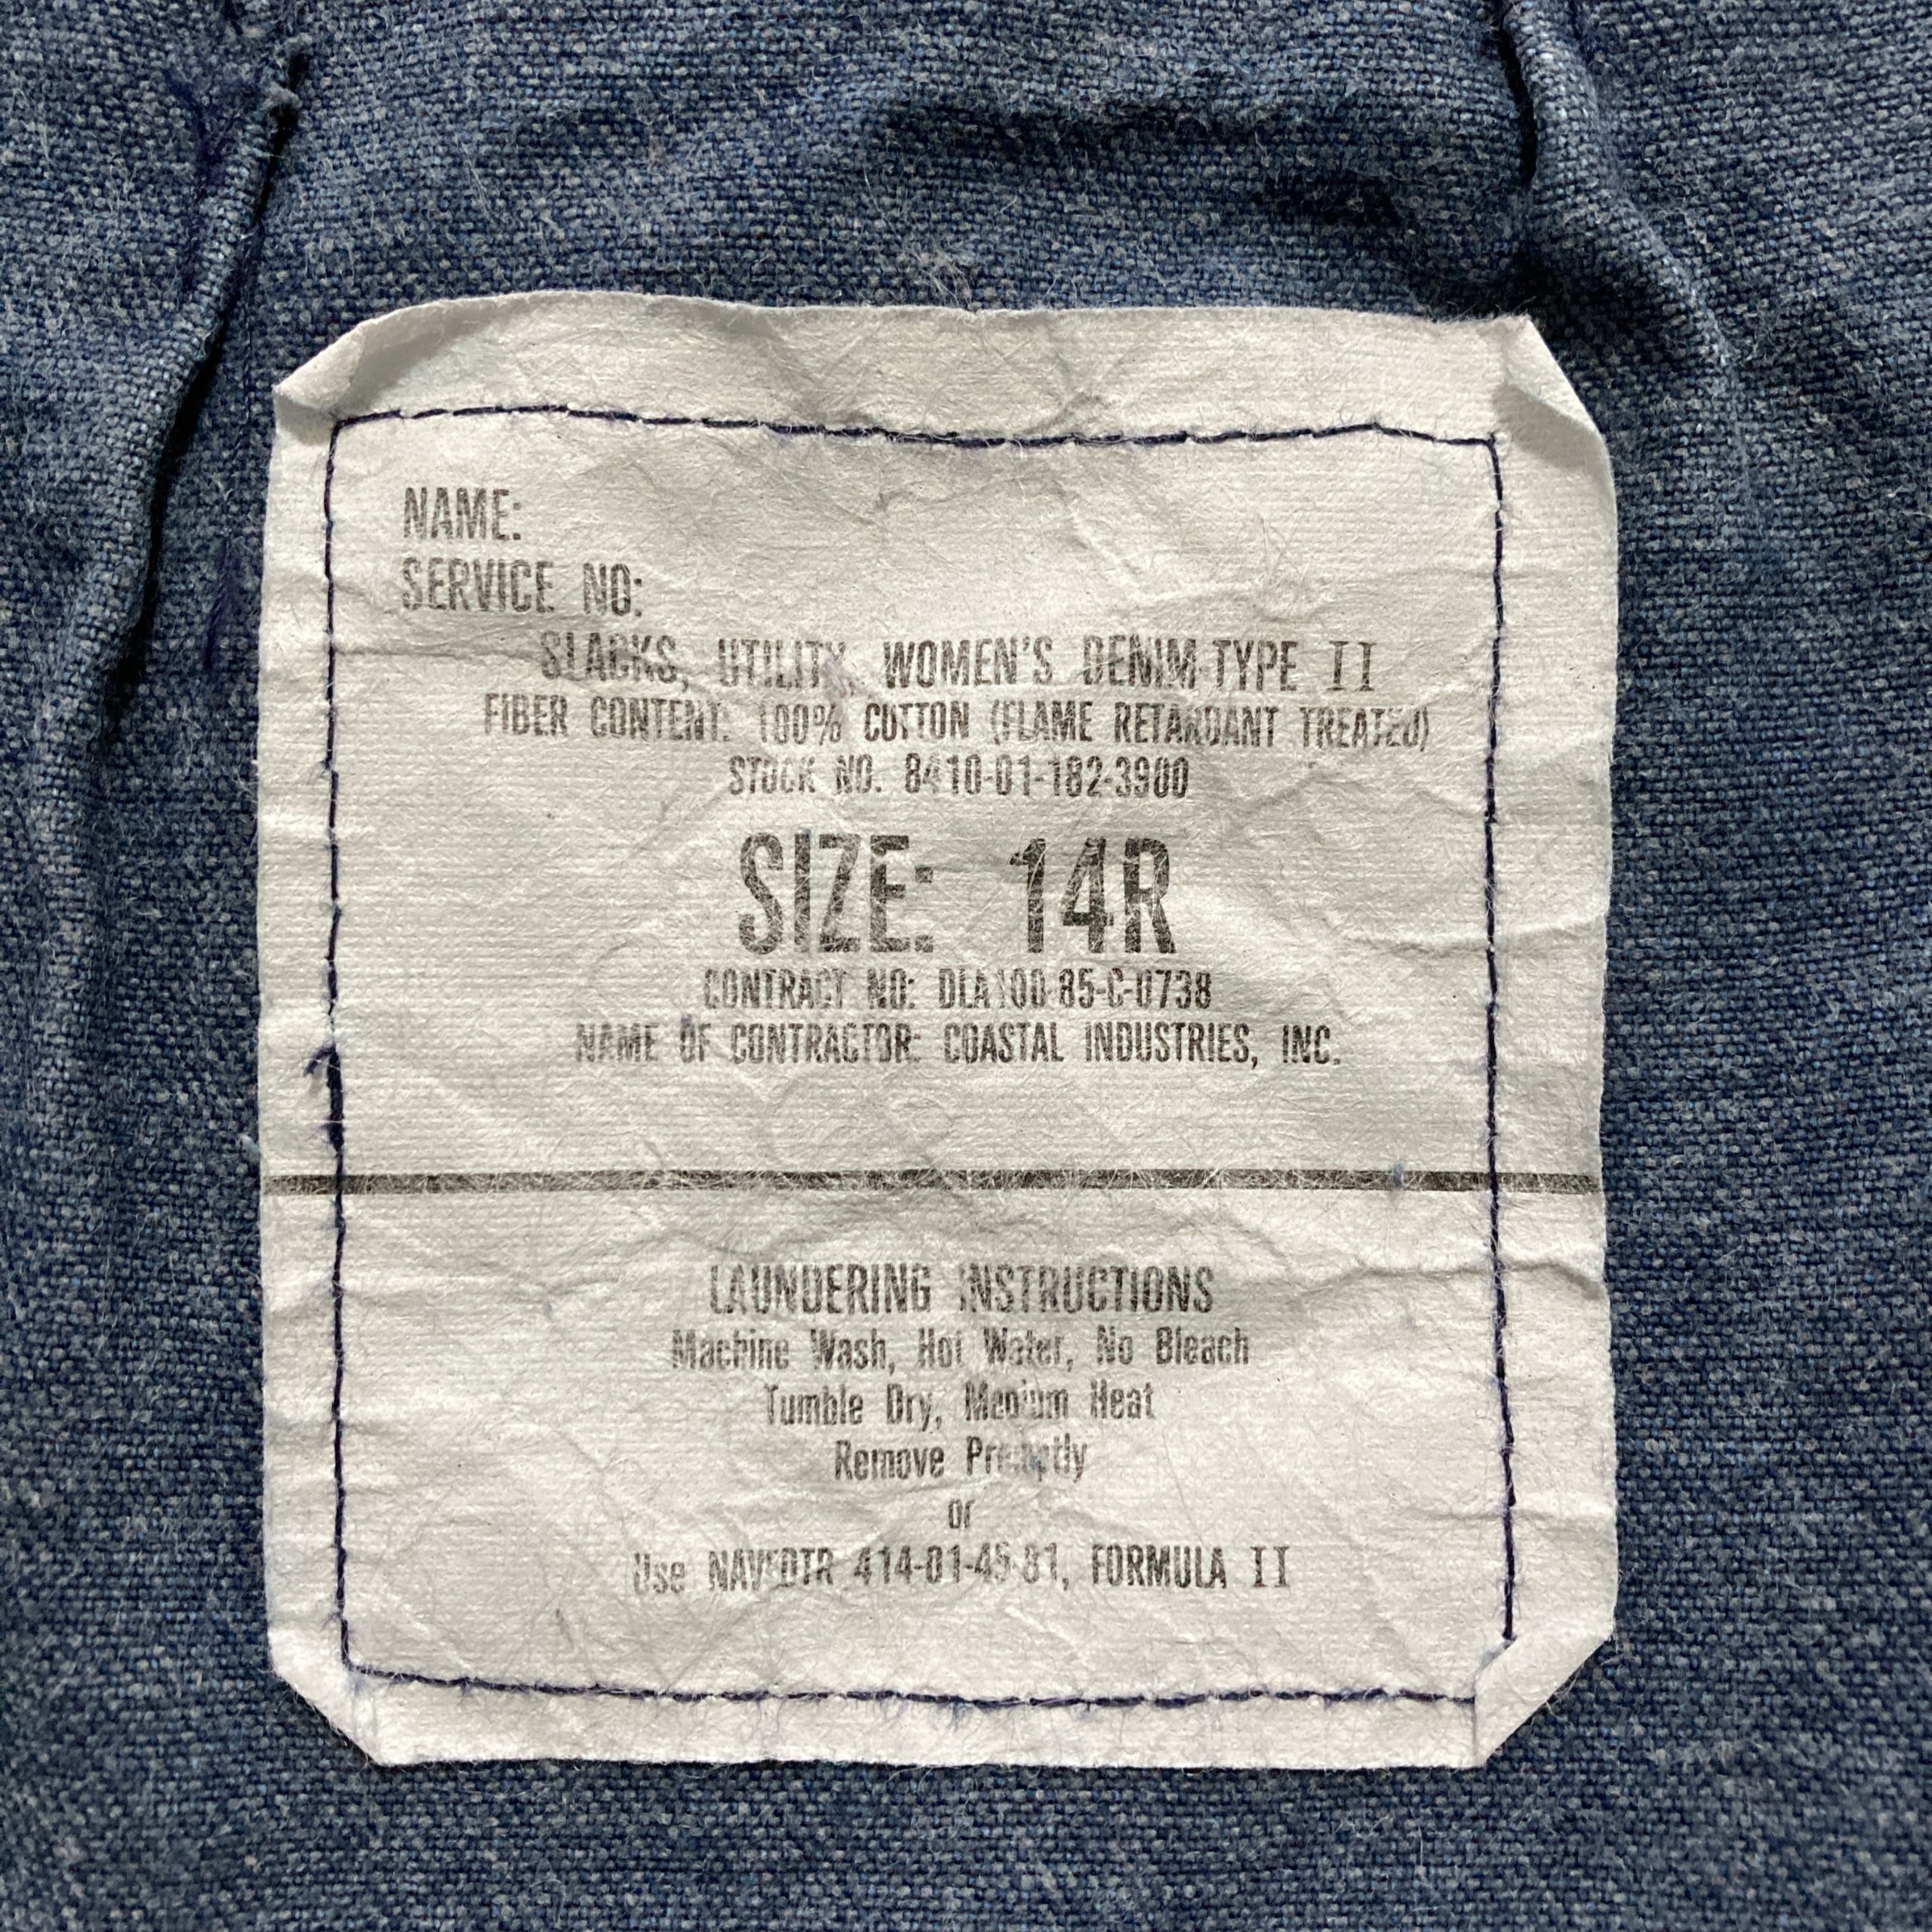 NAME:
SERVICE NO:
SLACKS, UTILITY, WOMEN'S DENIM-TYPE II
FIBER CONTENT: 100% COTTON (FLAME RETARDANT TREATED)
STOCK NO. 8410-01-182-3900
SIZE: 14R
CONTRACT NO: DLA100-85-C-0738
NAME OF CONTRACTOR: COASTAL INDUSTRIES, INC.
LAUNDERING INSTRUCTIONS
Machine Wash, Hot Water, No Bleach
Tumble Dry, Medium Heat
Remove Promptly
or
Use NAVEDTR 414-01-45-81, FORMULA II